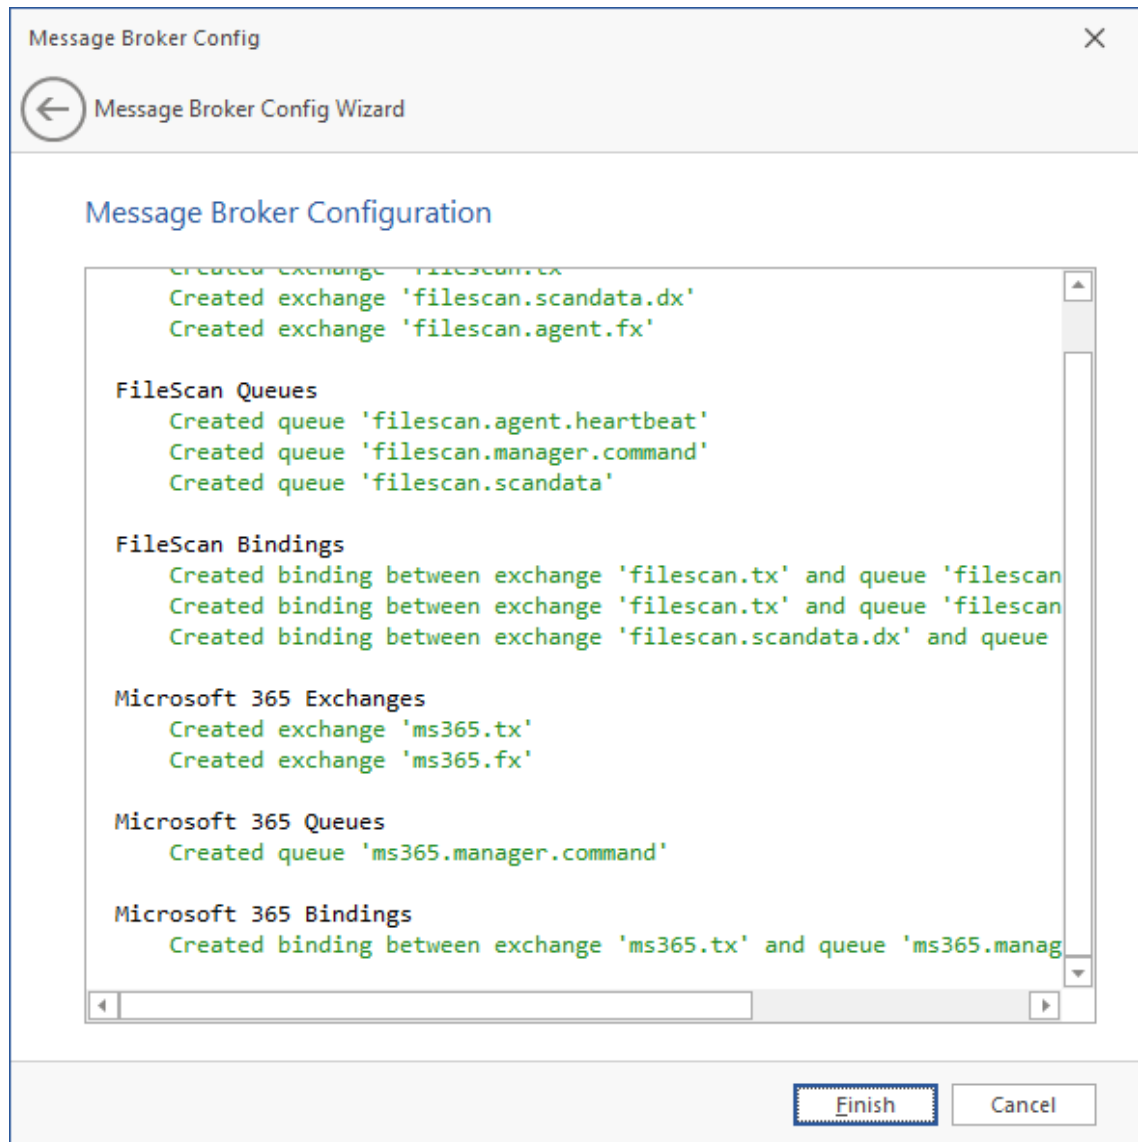 Message Broker Config
Message Broker Config Wizard
Message Broker Configuration
Created exchange 'filescan.tx
Created exchange 'filescan.scandata.dx'
Created exchange 'filescan.agent.fx'
FileScan Queues
Created queue 'filescan.agent.heartbeat'
Created queue 'filescan.manager.command'
Created queue 'filescan.scandata'
FileScan Bindings
Created binding between exchange 'filescan.tx' and queue 'filescan
Created binding between exchange 'filescan.tx' and queue 'filescan
Created binding between exchange 'filescan.scandata.dx' and queue
Microsoft 365 Exchanges
Created exchange 'ms365.tx'
Created exchange 'ms365.fx'
Microsoft 365 Queues
Created queue 'ms365.manager.command'
Microsoft 365 Bindings
Created binding between exchange 'ms365.tx' and queue 'ms365.manag
Finish Cancel